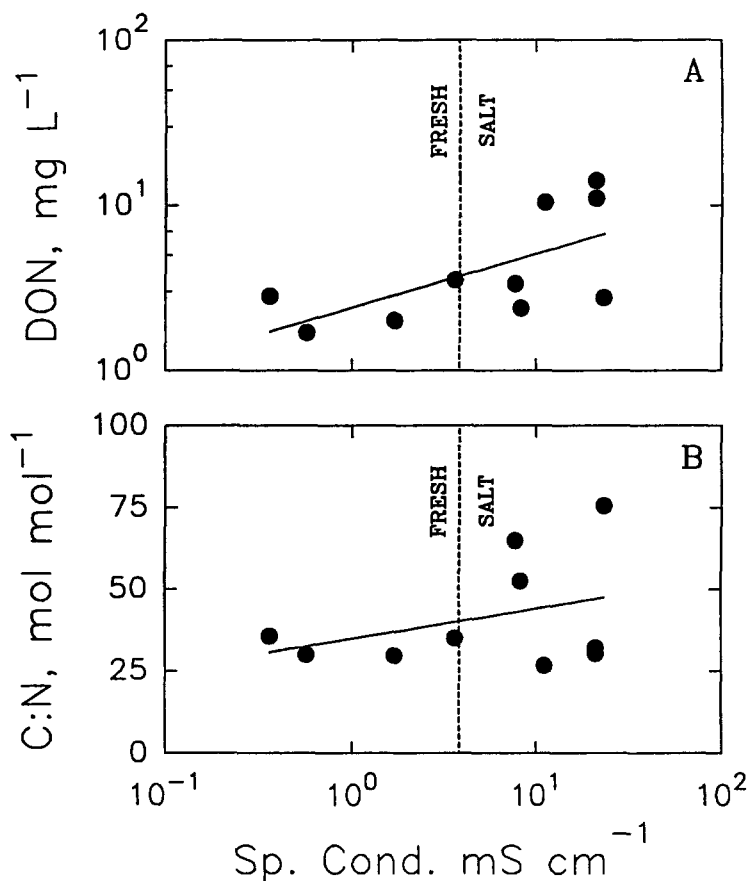 10²
A
DON, mg L⁻¹
FRESH
SALT
10¹
10⁰
100
B
C:N, mol mol⁻¹
FRESH
SALT
75
50
25
0
10⁻¹
10⁰
10¹
10²
Sp. Cond. mS cm⁻¹